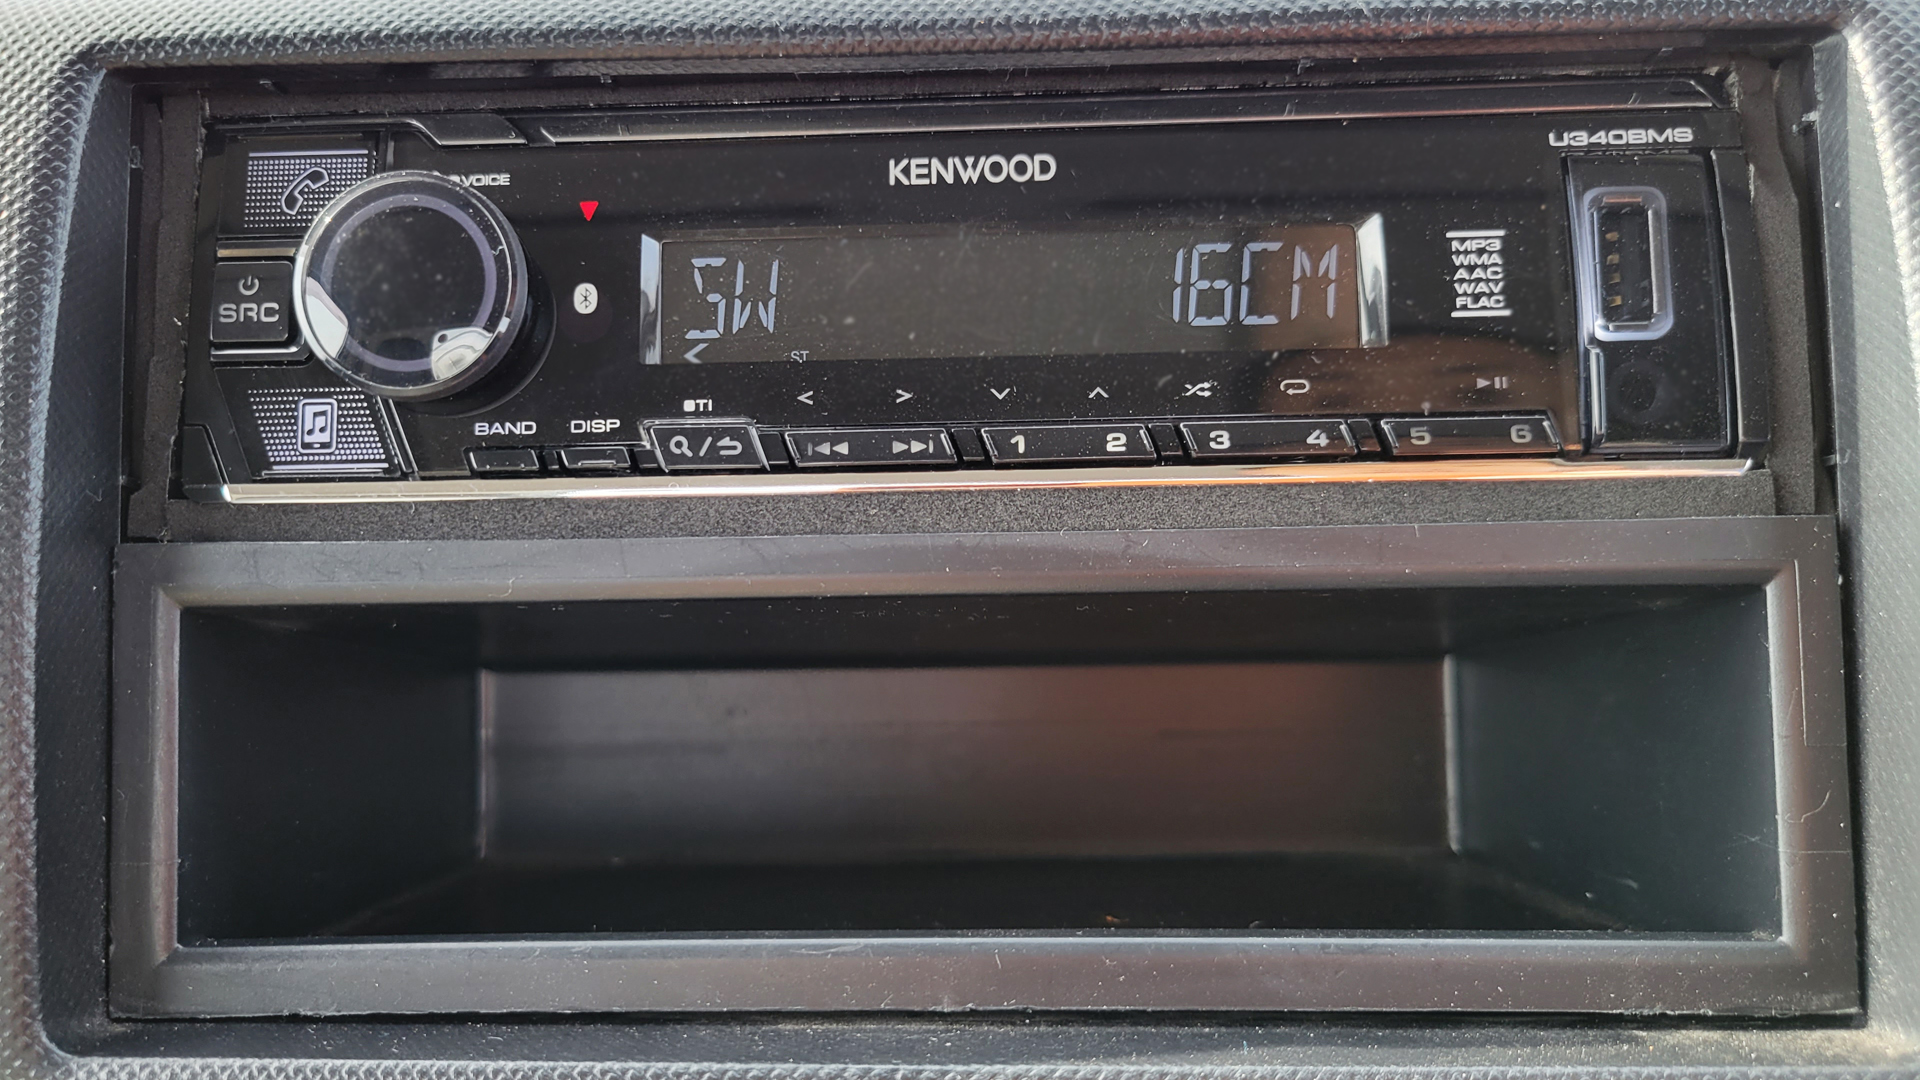 KENWOOD
U340BMS
VOICE
SRC
SW 16CM
ST
MP3
WMA
AAC
WAV
FLAC
TI
BAND DISP
1 2 3 4 5 6